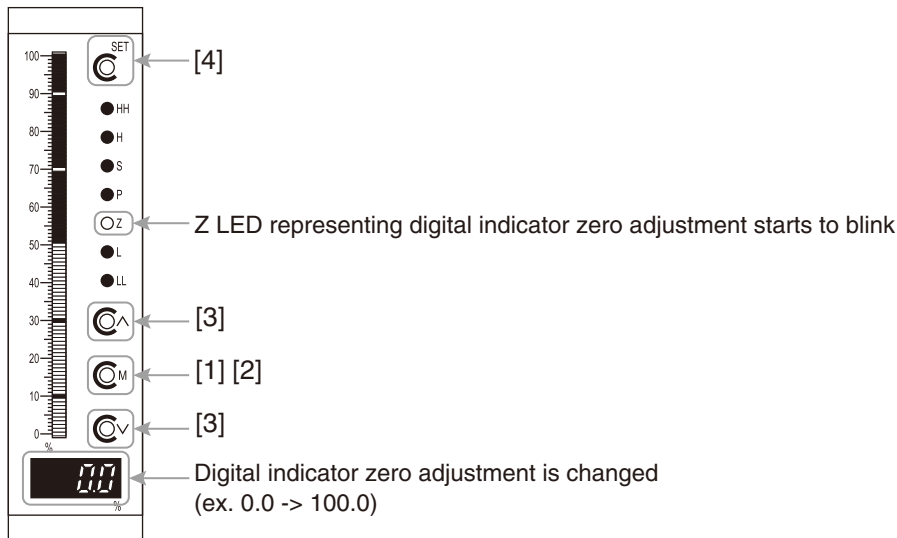 SET
100
[4]
90
HH
80
H
70
S
P
60
Z
Z LED representing digital indicator zero adjustment starts to blink
50
L
40
LL
30
[3]
20
M
[1] [2]
10
[3]
0
%
0.0
Digital indicator zero adjustment is changed
(ex. 0.0 -> 100.0)
%